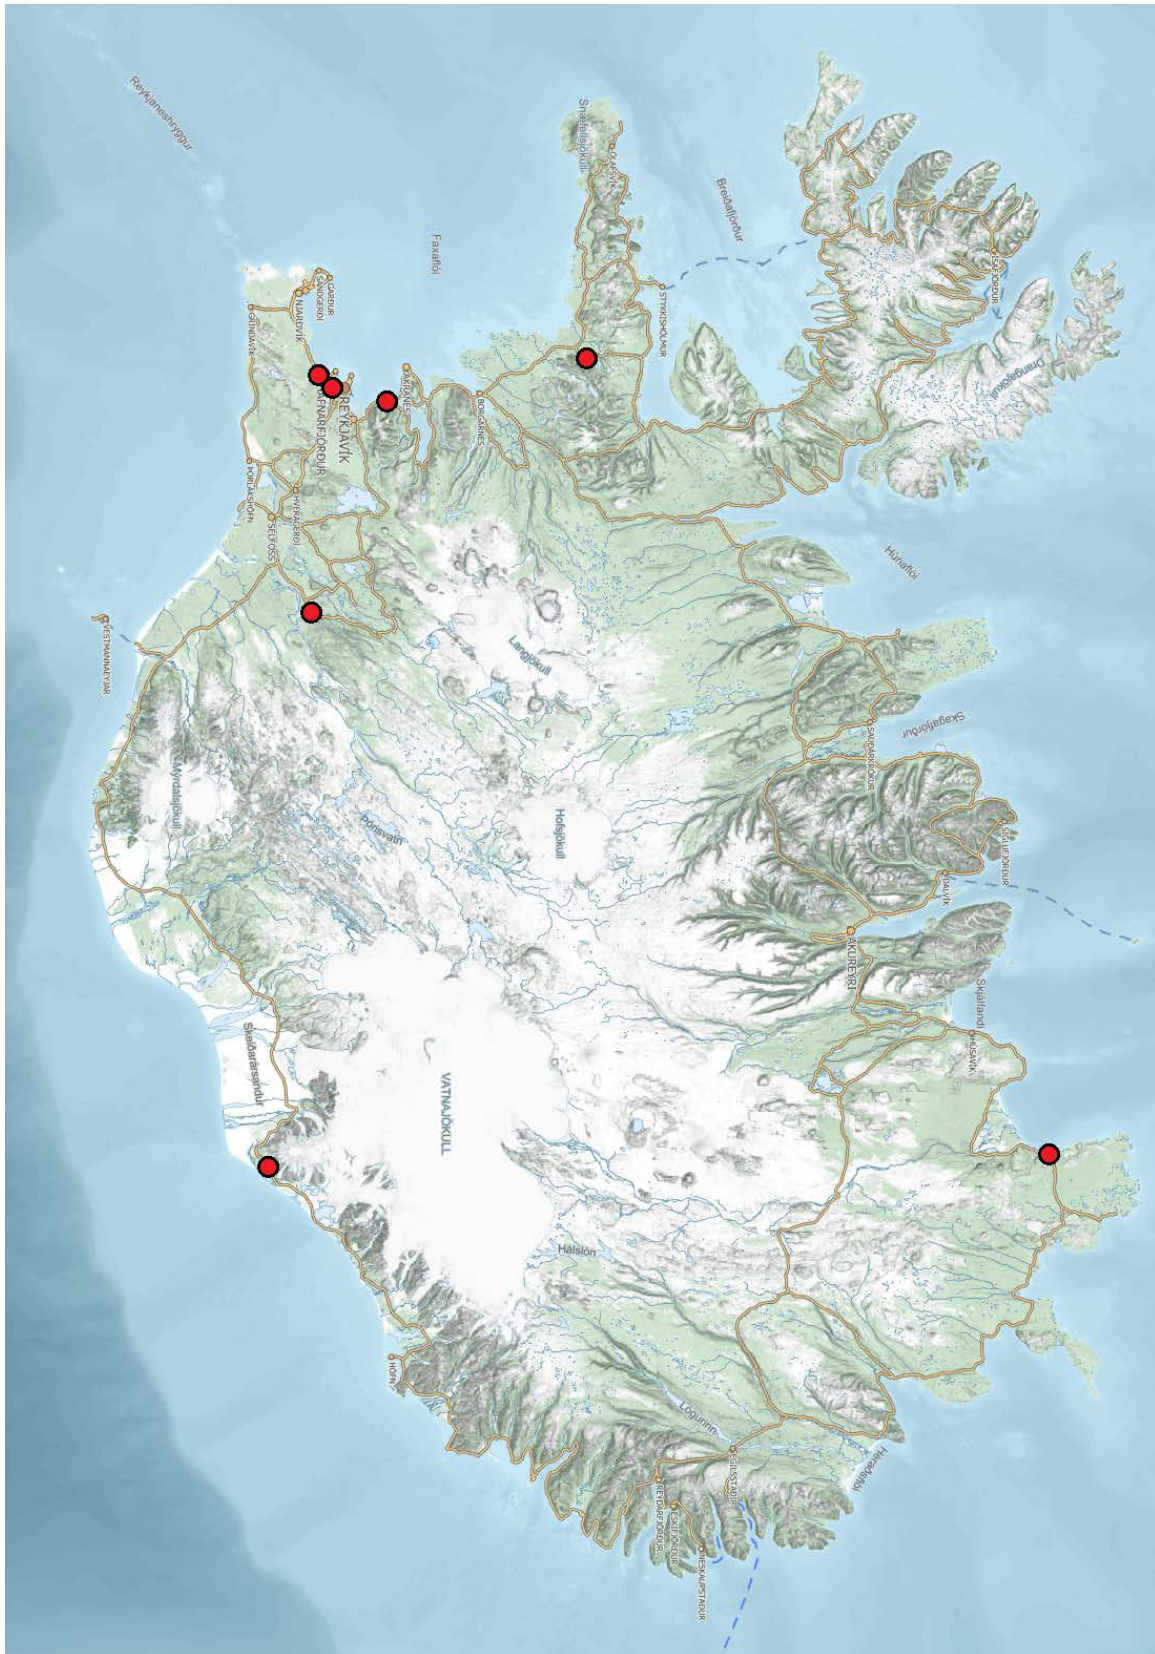 Reykjaneshryggur
Snæfellsjökull
ÓLAFSVÍK
Breiðafjörður
STYKKISHÓLMUR
ÍSAFJÖRÐUR
Drangajökull
Faxaflói
GARÐUR
SANDGERÐI
NJARÐVÍK
GRINDAVÍK
AKRANES
BORGARNES
REYKJAVÍK
HAFNARFJÖRÐUR
ÞORLÁKSHÖFN
HVERAGERÐI
SELFOSS
VESTMANNAEYJAR
Húnaflói
Langjökull
Skagafjörður
SAUÐÁRKRÓKUR
SIGLUFJÖRÐUR
DALVÍK
AKUREYRI
Mýrdalsjökull
Þórisvatn
Hofsjökull
Skjálfandi
HÚSAVÍK
Skeiðarársandur
VATNAJÖKULL
Hálslón
HÖFN
Lögurinn
EGILSSTAÐIR
Héraðsflói
REYÐARFJÖRÐUR
ESKIFJÖRÐUR
NESKAUPSTAÐUR